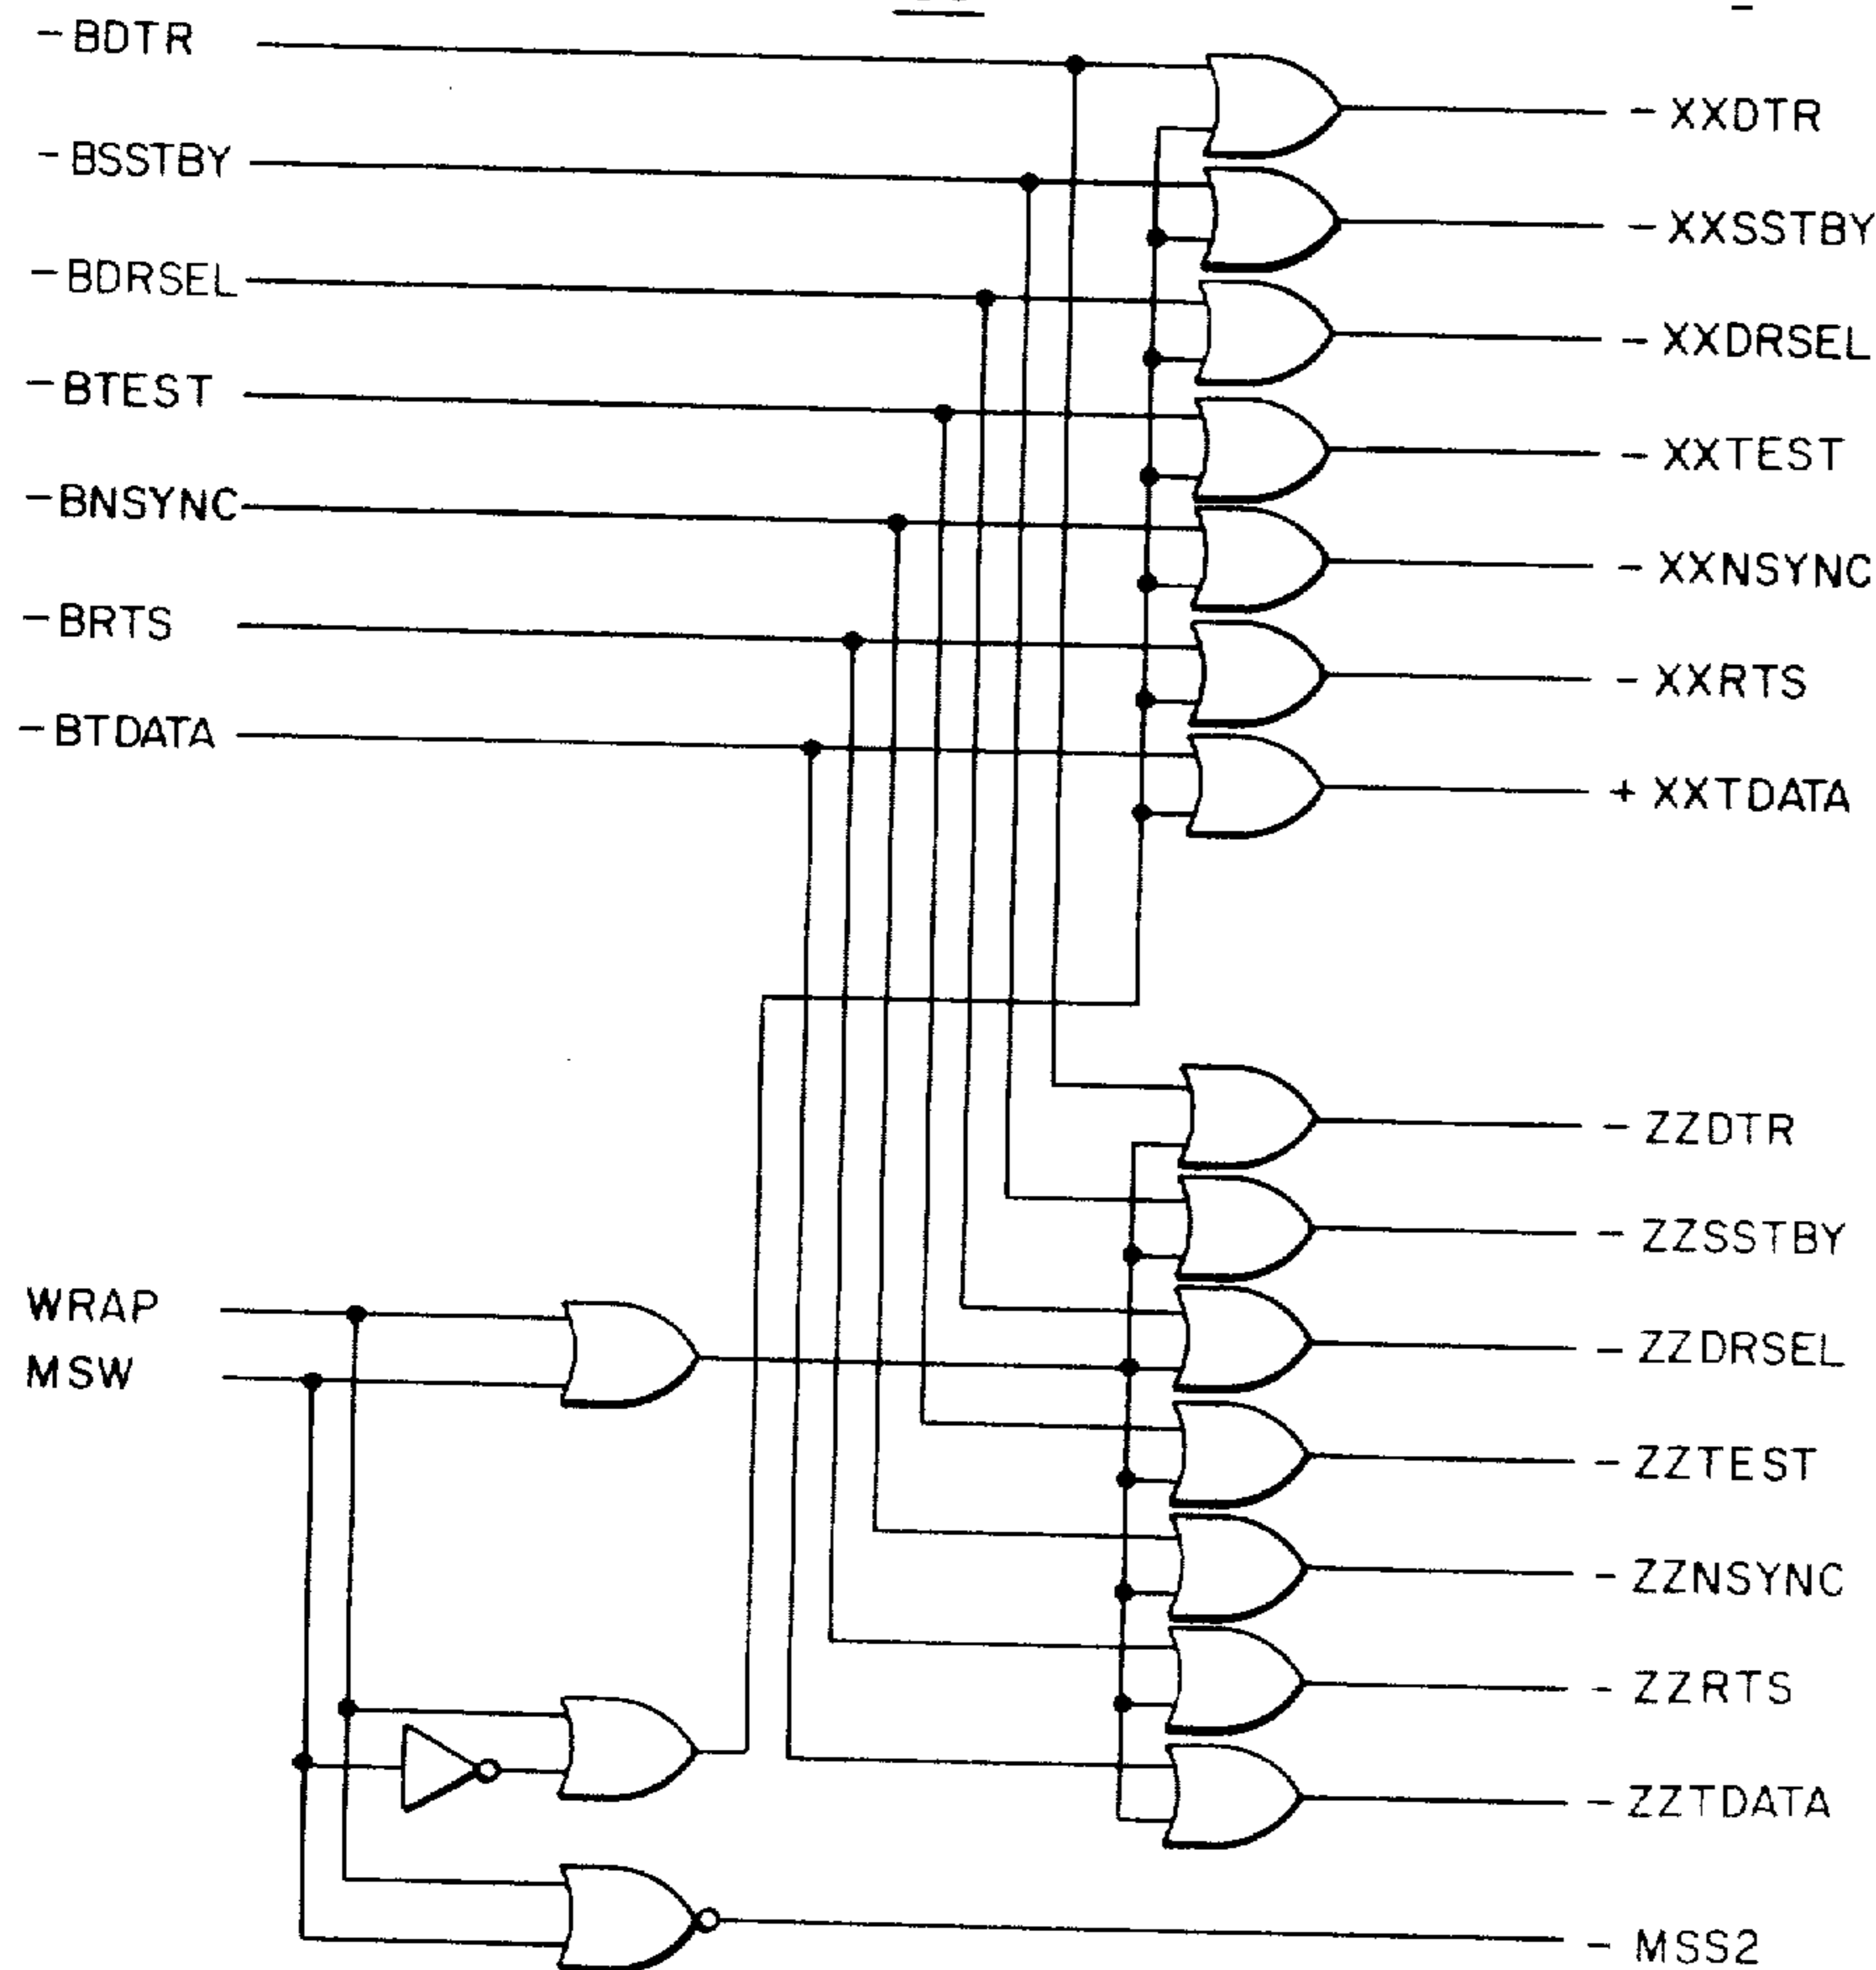 -BDTR
-BSSTBY
-BDRSEL
-BTEST
-BNSYNC
-BRTS
-BTDATA
WRAP
MSW
- XXDTR
- XXSSTBY
- XXDRSEL
- XXTEST
- XXNSYNC
- XXRTS
+ XXTDATA
- ZZDTR
- ZZSSTBY
- ZZDRSEL
- ZZTEST
- ZZNSYNC
- ZZRTS
- ZZTDATA
- MSS2